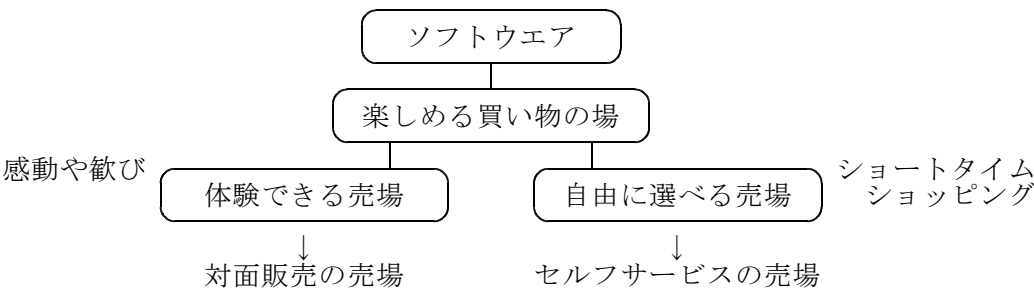 ソフトウエア
楽しめる買い物の場
感動や歓び
体験できる売場
自由に選べる売場
ショートタイム
ショッピング
↓
対面販売の売場
↓
セルフサービスの売場